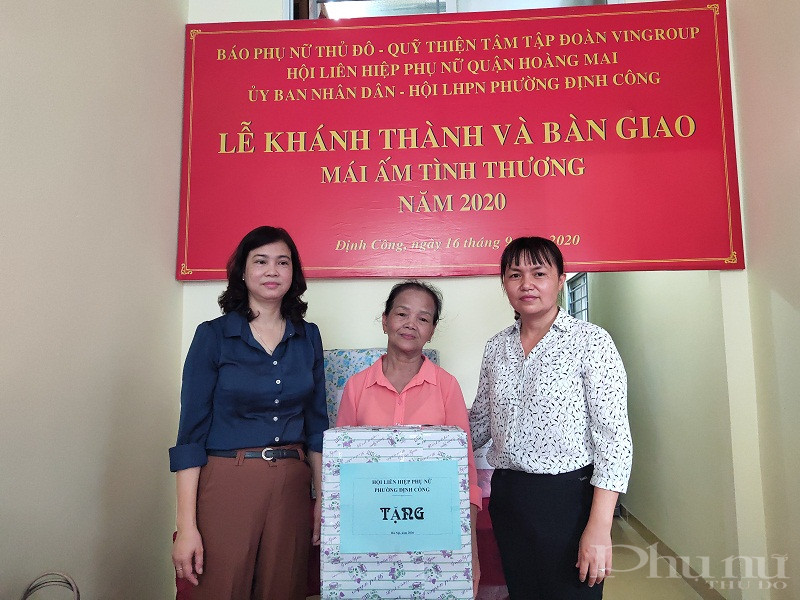 BÁO PHỤ NỮ THỦ ĐÔ - QUỸ THIỆN TÂM TẬP ĐOÀN VINGROUP
HỘI LIÊN HIỆP PHỤ NỮ QUẬN HOÀNG MAI
ỦY BAN NHÂN DÂN - HỘI LHPN PHƯỜNG ĐỊNH CÔNG
LỄ KHÁNH THÀNH VÀ BÀN GIAO
MÁI ẤM TÌNH THƯƠNG
NĂM 2020
Định Công, ngày 16 tháng 9 2020
HỘI LIÊN HIỆP PHỤ NỮ
PHƯỜNG ĐỊNH CÔNG
TẶNG
Phụ nữ
THỦ ĐÔ